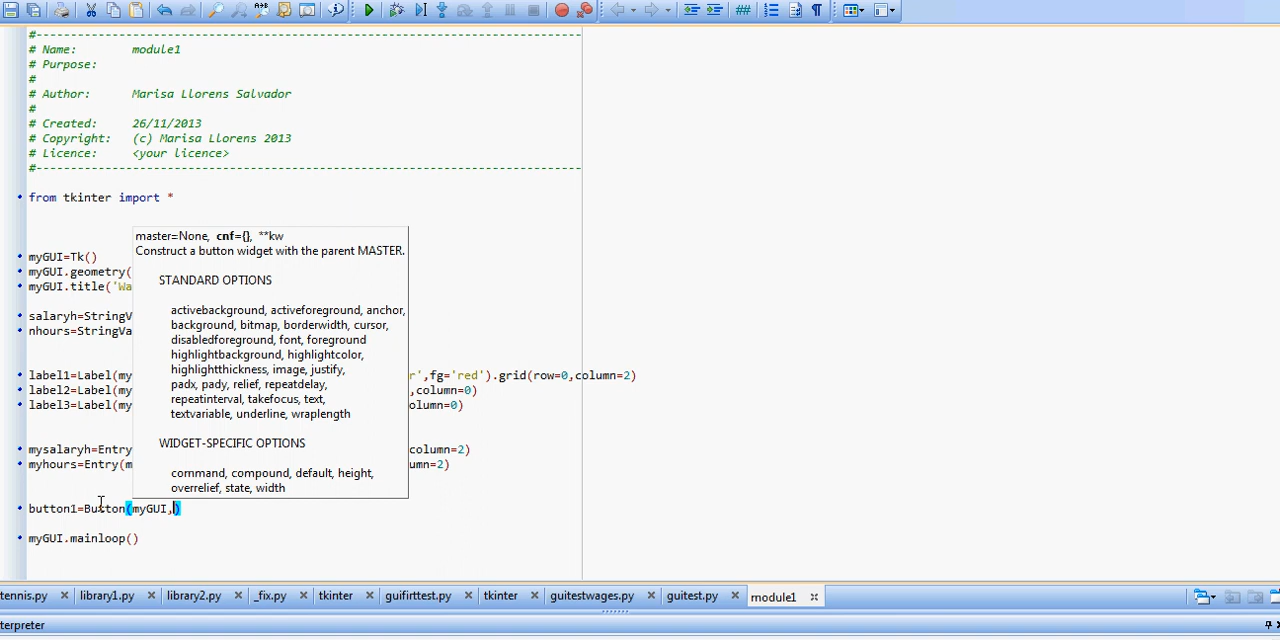 #-------------------------------------------------------------------------------
# Name:        module1
# Purpose:
#
# Author:      Marisa Llorens Salvador
#
# Created:     26/11/2013
# Copyright:   (c) Marisa Llorens 2013
# Licence:     <your licence>
#-------------------------------------------------------------------------------
from tkinter import *
master=None, cnf={}, **kw
Construct a button widget with the parent MASTER.
STANDARD OPTIONS
activebackground, activeforeground, anchor,
background, bitmap, borderwidth, cursor,
disabledforeground, font, foreground
highlightbackground, highlightcolor,
highlightthickness, image, justify,
padx, pady, relief, repeatdelay,
repeatinterval, takefocus, text,
textvariable, underline, wraplength
WIDGET-SPECIFIC OPTIONS
command, compound, default, height,
overrelief, state, width
myGUI=Tk()
myGUI.geometry(
myGUI.title('Wa
salaryh=StringV
nhours=StringVa
label1=Label(my r',fg='red').grid(row=0,column=2)
label2=Label(my ,column=0)
label3=Label(my olumn=0)
mysalaryh=Entry column=2)
myhours=Entry(m umn=2)
button1=Button(myGUI,)
myGUI.mainloop()
tennis.py library1.py library2.py _fix.py tkinter guifirttest.py tkinter guitestwages.py guitest.py module1
terpreter